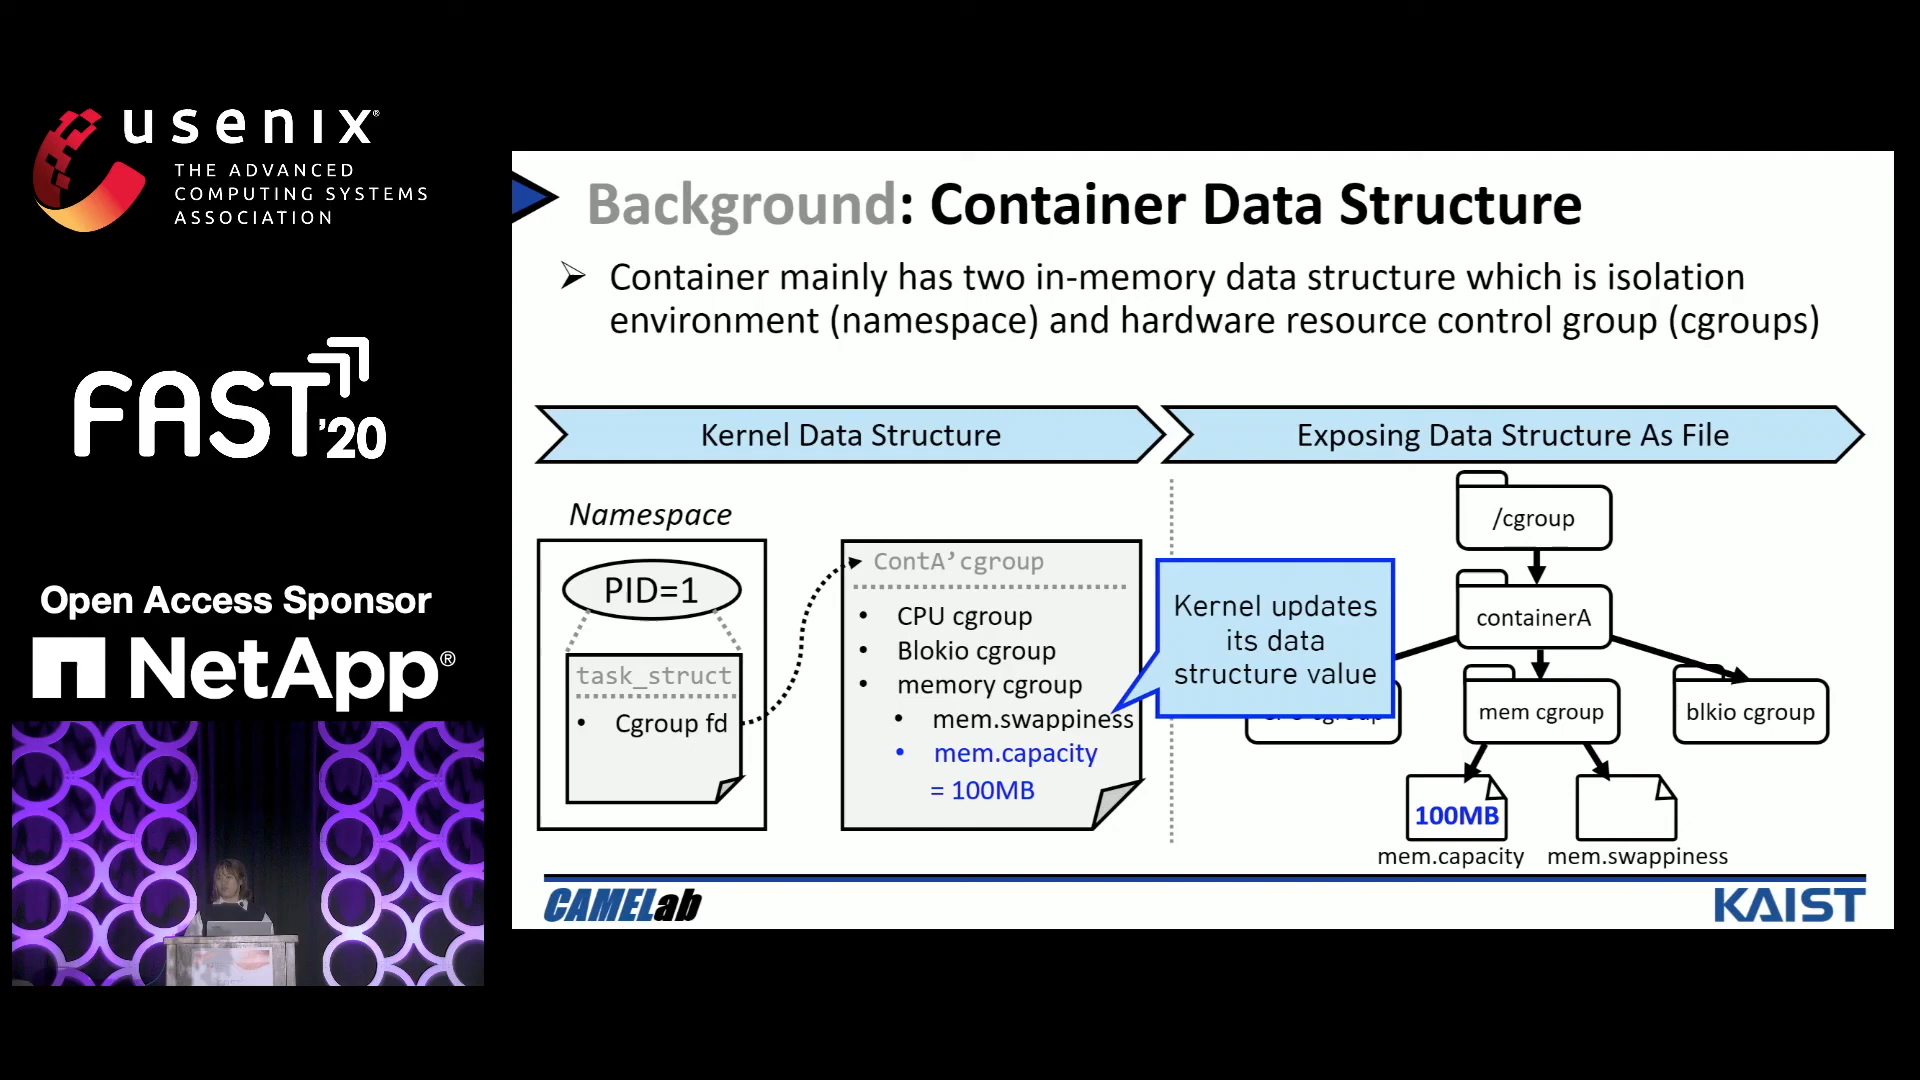 usenix®
THE ADVANCED
COMPUTING SYSTEMS
ASSOCIATION
FAST '20
Open Access Sponsor
NetApp®
Background: Container Data Structure
Container mainly has two in-memory data structure which is isolation
environment (namespace) and hardware resource control group (cgroups)
Kernel Data Structure
Exposing Data Structure As File
Namespace
PID=1
task_struct
• Cgroup fd
ContA’cgroup
• CPU cgroup
• Blokio cgroup
• memory cgroup
• mem.swappiness
• mem.capacity
= 100MB
Kernel updates
its data
structure value
/cgroup
containerA
mem cgroup
blkio cgroup
100MB
mem.capacity
mem.swappiness
CAMELab
KAIST